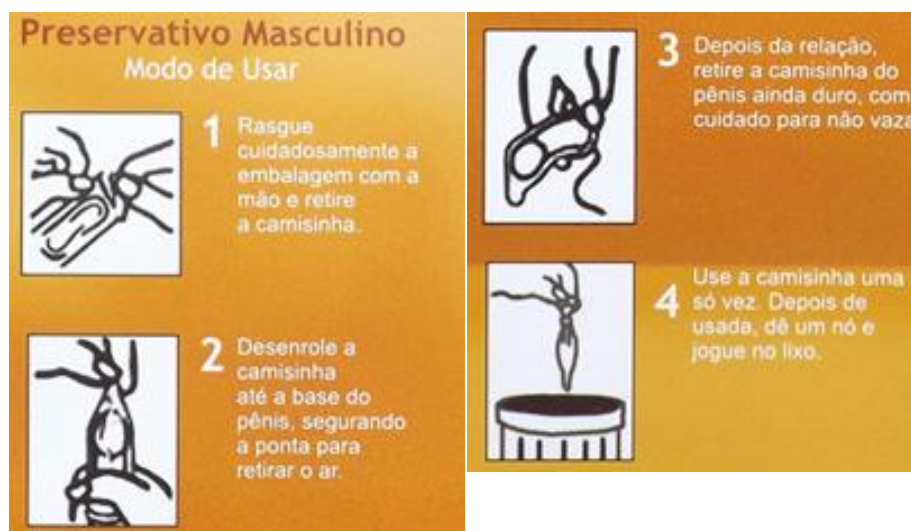 Preservativo Masculino
Modo de Usar
1
Rasgue
cuidadosamente a
embalagem com a
mão e retire
a camisinha.
2
Desenrole a
camisinha
até a base do
pênis, segurando
a ponta para
retirar o ar.
3
Depois da relação,
retire a camisinha do
pênis ainda duro, com
cuidado para não vaza
4
Use a camisinha uma
só vez. Depois de
usada, dê um nó e
jogue no lixo.